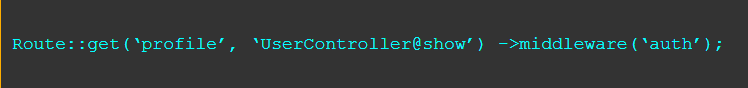 Route::get(‘profile’, ‘UserController@show’) –>middleware(‘auth’);